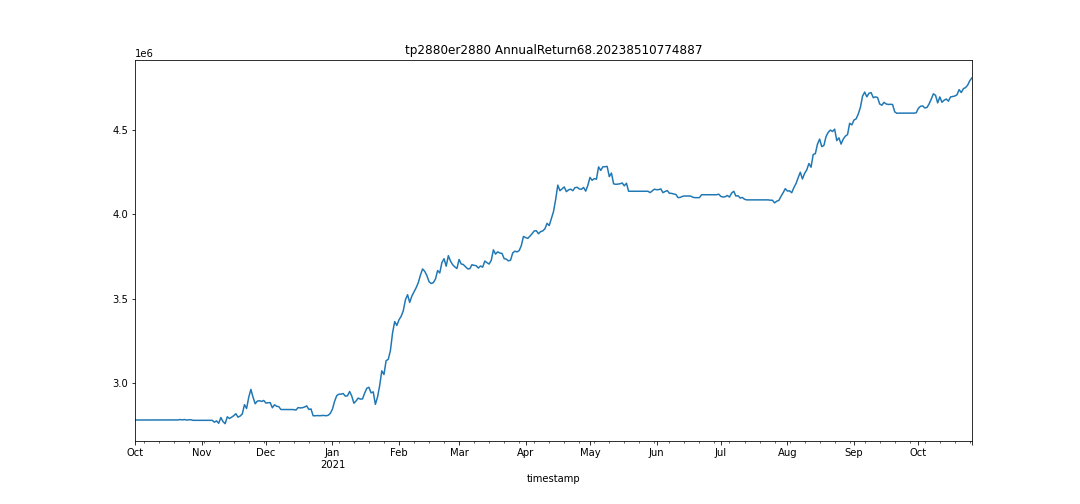 tp2880er2880 AnnualReturn68.20238510774887
1e6
4.5
4.0
3.5
3.0
Oct Nov Dec Jan Feb Mar Apr May Jun Jul Aug Sep Oct
2021
timestamp